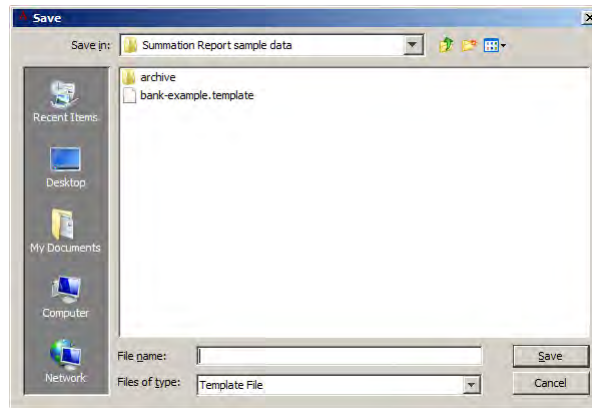 Save
Save in:
Summation Report sample data
archive
bank-example.template
Recent Items
Desktop
My Documents
Computer
Network
File name:
Save
Files of type:
Template File
Cancel